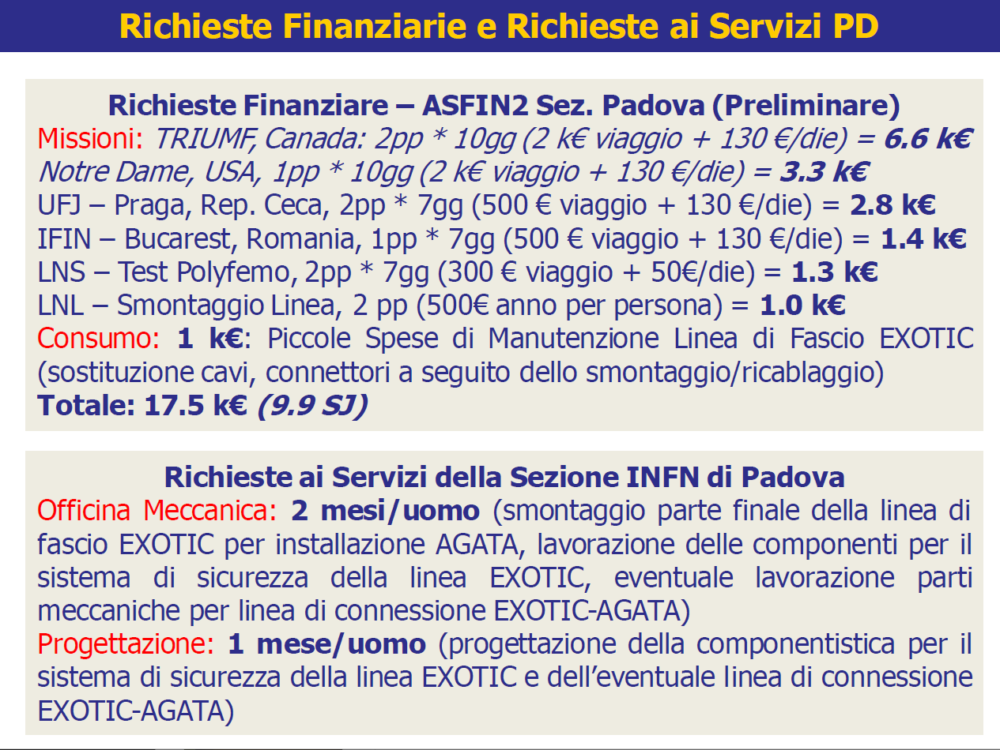 Richieste Finanziarie e Richieste ai Servizi PD
Richieste Finanziare – ASFIN2 Sez. Padova (Preliminare)
Missioni: TRIUMF, Canada: 2pp * 10gg (2 k€ viaggio + 130 €/die) = 6.6 k€
Notre Dame, USA, 1pp * 10gg (2 k€ viaggio + 130 €/die) = 3.3 k€
UFJ – Praga, Rep. Ceca, 2pp * 7gg (500 € viaggio + 130 €/die) = 2.8 k€
IFIN – Bucarest, Romania, 1pp * 7gg (500 € viaggio + 130 €/die) = 1.4 k€
LNS – Test Polyfemo, 2pp * 7gg (300 € viaggio + 50€/die) = 1.3 k€
LNL – Smontaggio Linea, 2 pp (500€ anno per persona) = 1.0 k€
Consumo: 1 k€: Piccole Spese di Manutenzione Linea di Fascio EXOTIC
(sostituzione cavi, connettori a seguito dello smontaggio/ricablaggio)
Totale: 17.5 k€ (9.9 SJ)
Richieste ai Servizi della Sezione INFN di Padova
Officina Meccanica: 2 mesi/uomo (smontaggio parte finale della linea di
fascio EXOTIC per installazione AGATA, lavorazione delle componenti per il
sistema di sicurezza della linea EXOTIC, eventuale lavorazione parti
meccaniche per linea di connessione EXOTIC-AGATA)
Progettazione: 1 mese/uomo (progettazione della componentistica per il
sistema di sicurezza della linea EXOTIC e dell’eventuale linea di connessione
EXOTIC-AGATA)